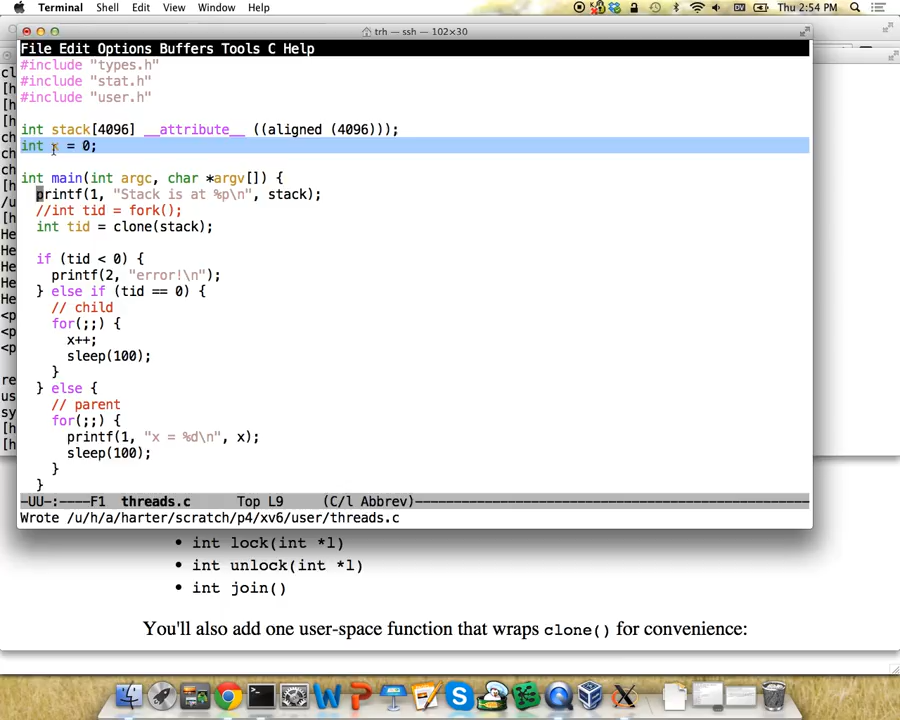 Terminal Shell Edit View Window Help
DV
Thu 2:54 PM
trh — ssh — 102×30
File Edit Options Buffers Tools C Help
#include "types.h"
#include "stat.h"
#include "user.h"
int stack[4096] __attribute__ ((aligned (4096)));
int x = 0;
int main(int argc, char *argv[]) {
printf(1, "Stack is at %p\n", stack);
//int tid = fork();
int tid = clone(stack);
if (tid < 0) {
printf(2, "error!\n");
} else if (tid == 0) {
// child
for(;;) {
x++;
sleep(100);
}
} else {
// parent
for(;;) {
printf(1, "x = %d\n", x);
sleep(100);
}
}
-UU-:----F1 threads.c Top L9 (C/l Abbrev)
Wrote /u/h/a/harter/scratch/p4/xv6/user/threads.c
• int lock(int *l)
• int unlock(int *l)
• int join()
You'll also add one user-space function that wraps clone() for convenience: